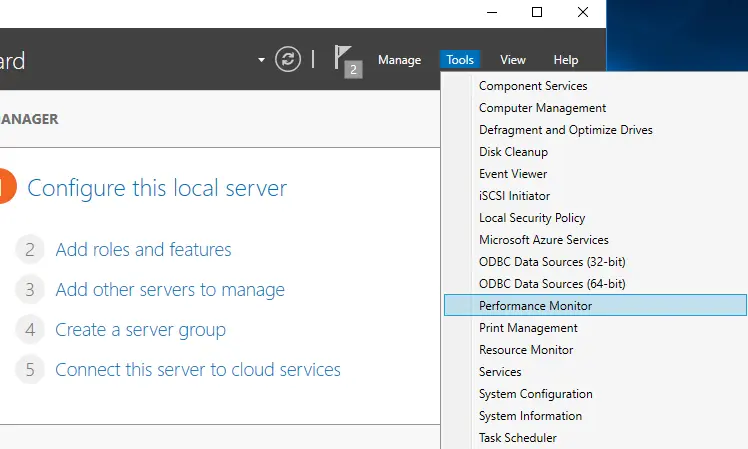 ard
2
Manage
Tools
View
Help
ANAGER
Configure this local server
2 Add roles and features
3 Add other servers to manage
4 Create a server group
5 Connect this server to cloud services
Component Services
Computer Management
Defragment and Optimize Drives
Disk Cleanup
Event Viewer
iSCSI Initiator
Local Security Policy
Microsoft Azure Services
ODBC Data Sources (32-bit)
ODBC Data Sources (64-bit)
Performance Monitor
Print Management
Resource Monitor
Services
System Configuration
System Information
Task Scheduler